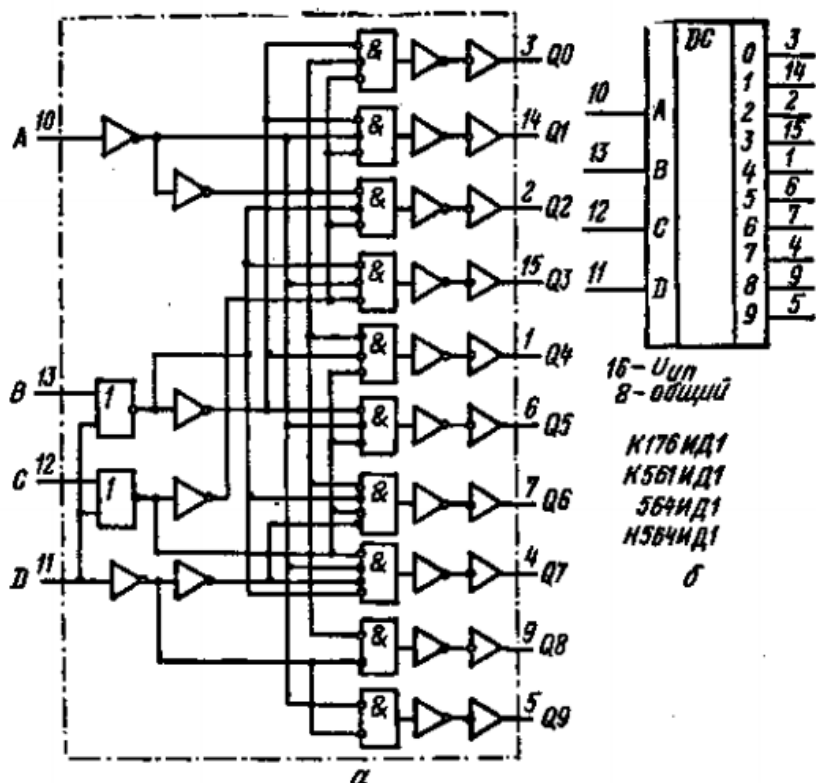 & 3 Q0
A 10 & 14 Q1
& 2 Q2
& 15 Q3
& 1 Q4
B 13 1 & 6 Q5
C 12 1 & 7 Q6
D 11 & 4 Q7
& 9 Q8
& 5 Q9
а
DC
10 A
13 B
12 C
11 D
0 3
1 14
2 2
3 15
4 1
5 6
6 7
7 4
8 9
9 5
16 - Uип
8 - общий
К176ИД1
К561ИД1
564ИД1
Н564ИД1
б